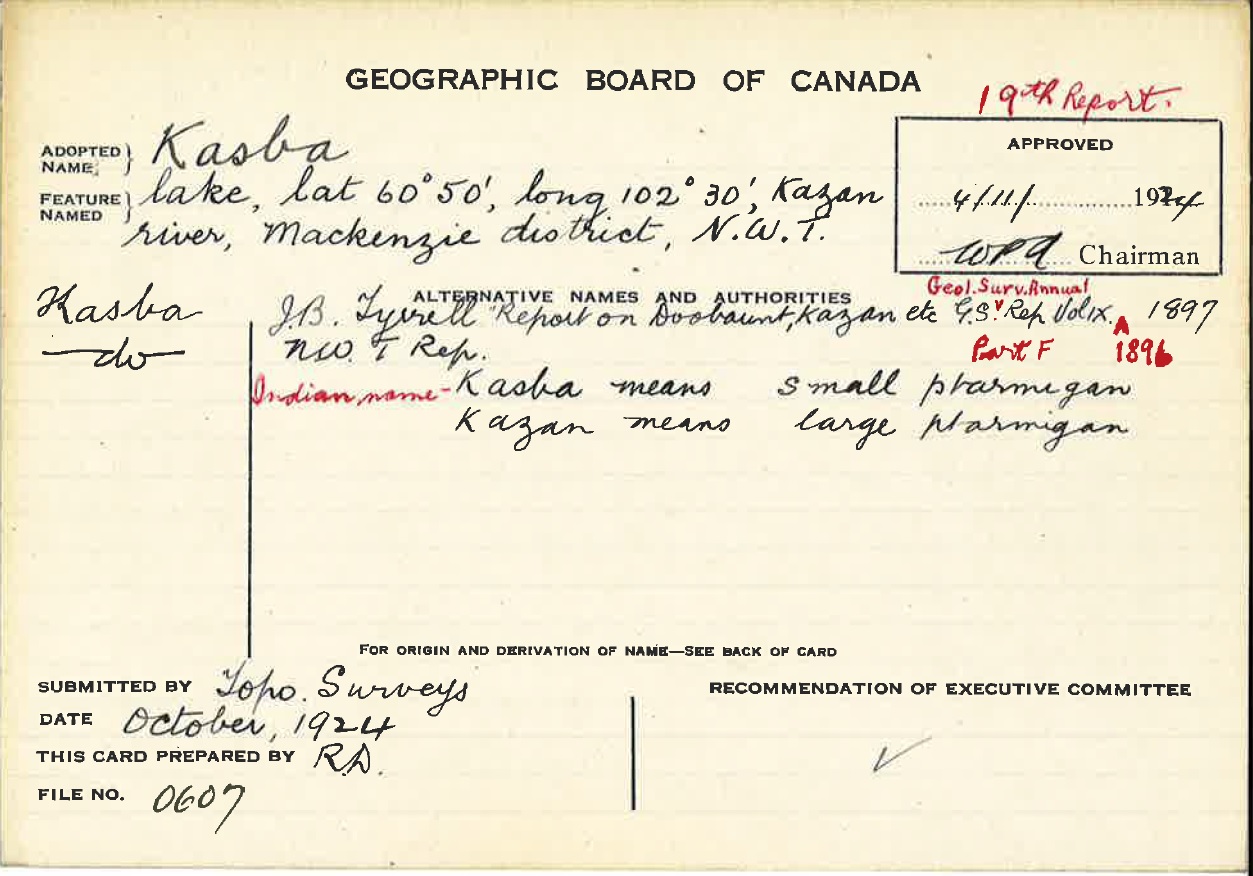 GEOGRAPHIC BOARD OF CANADA
19th Report.
ADOPTED NAME: Kasba
FEATURE NAMED lake, lat 60° 50', long 102° 30', Kazan
river, Mackenzie district, N.W.T.
APPROVED
4/11/ 1924
Chairman
ALTERNATIVE NAMES AND AUTHORITIES
Geol. Surv. Annual
Kasba J.B. Tyrrell "Report on Doobaunt, Kazan etc G.S. Rep Vol IX. 1897
do N.W.T Rep. Part F A 1896
Indian name - Kasba means small ptarmigan
Kazan means large ptarmigan
FOR ORIGIN AND DERIVATION OF NAME—SEE BACK OF CARD
SUBMITTED BY Topo. Surveys
DATE October, 1924
THIS CARD PREPARED BY R.D.
FILE NO. 0607
RECOMMENDATION OF EXECUTIVE COMMITTEE